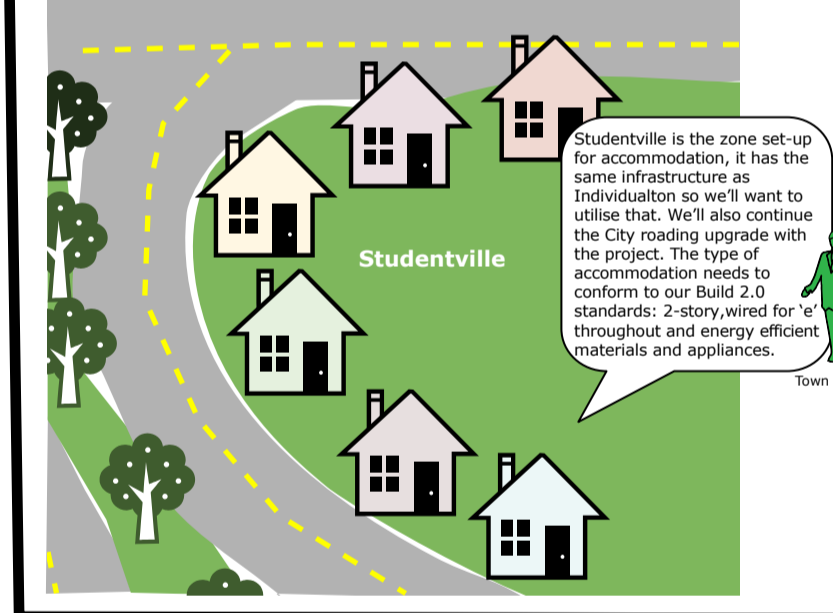 Studentville is the zone set-up
for accommodation, it has the
same infrastructure as
Individualton so we'll want to
utilise that. We'll also continue
the City roading upgrade with
the project. The type of
accommodation needs to
conform to our Build 2.0
standards: 2-story,wired for ‘e’
throughout and energy efficient
materials and appliances.
Studentville
Town